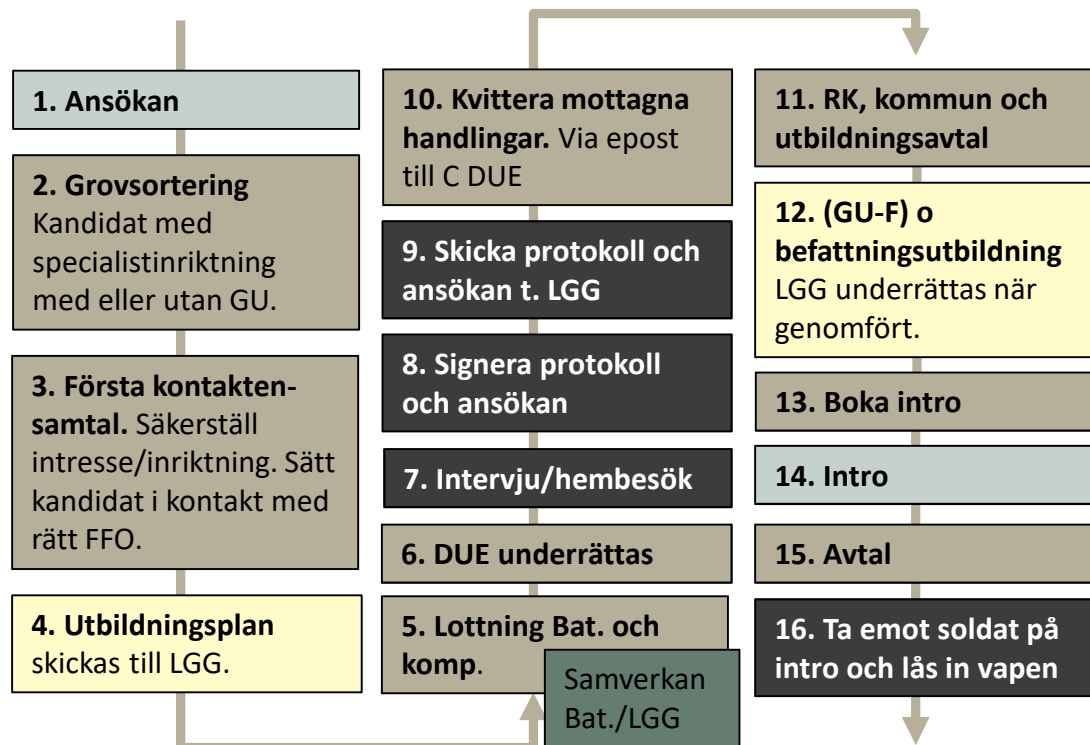 1. Ansökan
2. Grovsortering
Kandidat med
specialistinriktning
med eller utan GU.
3. Första kontakten-
samtal. Säkerställ
intresse/inriktning. Sätt
kandidat i kontakt med
rätt FFO.
4. Utbildningsplan
skickas till LGG.
5. Lottning Bat. och
komp.
Samverkan
Bat./LGG
6. DUE underrättas
7. Intervju/hembesök
8. Signera protokoll
och ansökan
9. Skicka protokoll och
ansökan t. LGG
10. Kvittera mottagna
handlingar. Via epost
till C DUE
11. RK, kommun och
utbildningsavtal
12. (GU-F) o
befattningsutbildning
LGG underrättas när
genomfört.
13. Boka intro
14. Intro
15. Avtal
16. Ta emot soldat på
intro och lås in vapen